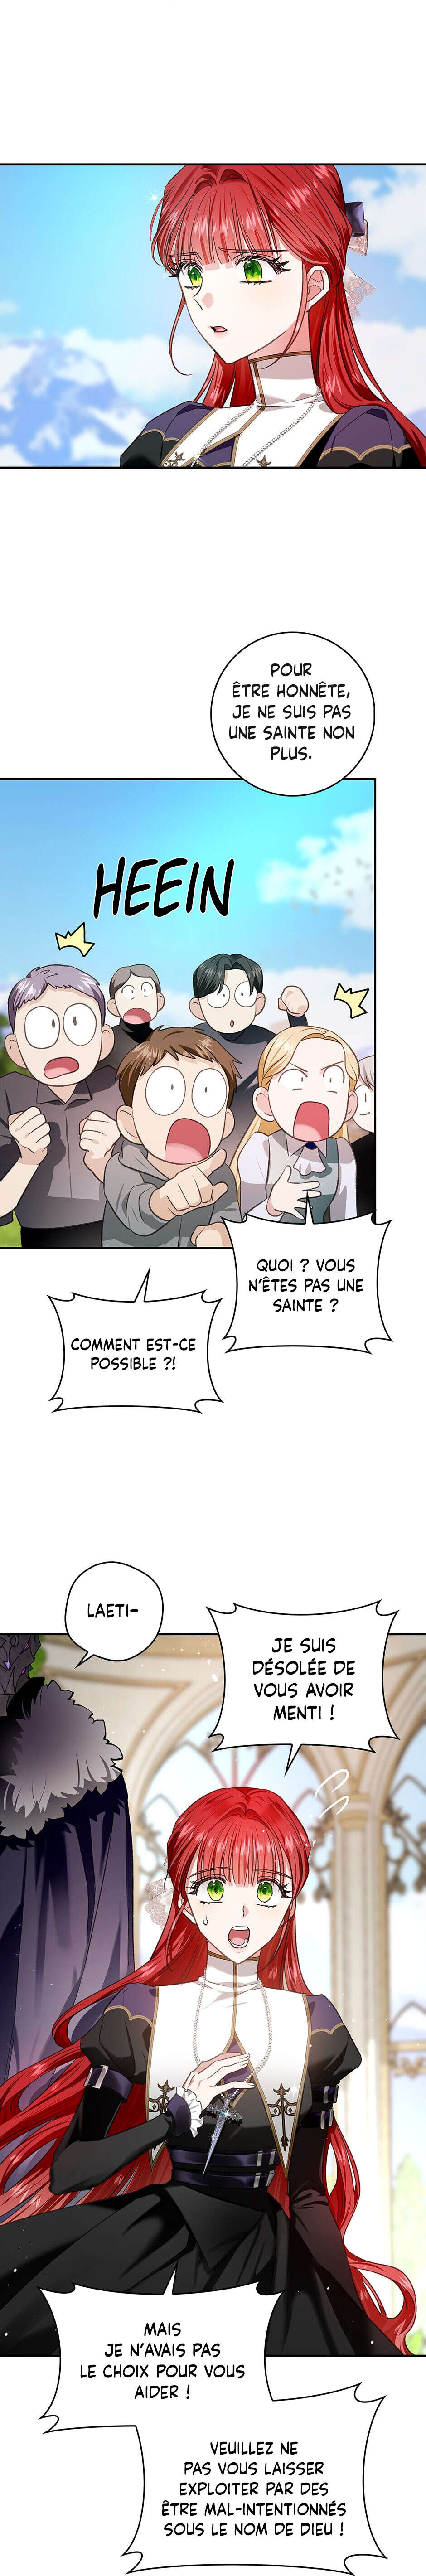 POUR
ÊTRE HONNÊTE,
JE NE SUIS PAS
UNE SAINTE NON
PLUS.
HEEIN
QUOI ? VOUS
N'ÊTES PAS UNE
SAINTE ?
COMMENT EST-CE
POSSIBLE ?!
LAETI-
JE SUIS
DÉSOLÉE DE
VOUS AVOIR
MENTI !
MAIS
JE N'AVAIS PAS
LE CHOIX POUR VOUS
AIDER !
VEUILLEZ NE
PAS VOUS LAISSER
EXPLOITER PAR DES
ÊTRE MAL-INTENTIONNÉS
SOUS LE NOM DE DIEU !